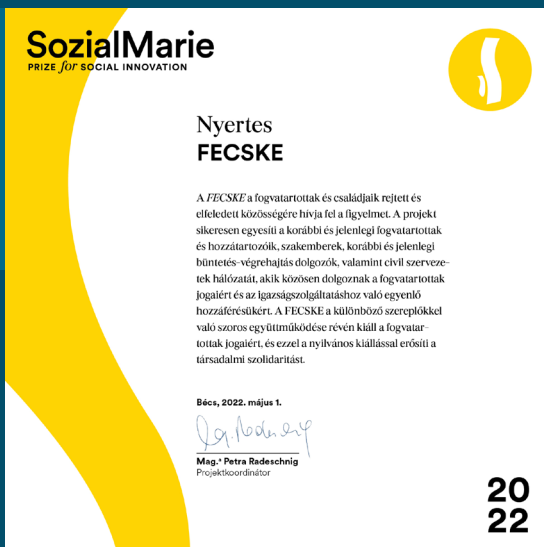 SozialMarie
PRIZE for SOCIAL INNOVATION
Nyertes
FECSKE
A FECSKE a fogvatartottak és családjaik rejtett és
elfeledett közösségére hívja fel a figyelmet. A projekt
sikeresen egyesíti a korábbi és jelenlegi fogvatartottak
és hozzátartozóik, szakemberek, korábbi és jelenlegi
büntetés-végrehajtás dolgozók, valamint civil szerveze-
tek hálózatát, akik közösen dolgoznak a fogvatartottak
jogaiért és az igazságszolgáltatáshoz való egyenlő
hozzáférésükért. A FECSKE a különböző szereplőkkel
való szoros együttműködése révén kiáll a fogvatar-
tottak jogaiért, és ezzel a nyilvános kiállással erősíti a
társadalmi szolidaritást.
Bécs, 2022. május 1.
Mag.ª Petra Radeschnig
Projektkoordinátor
20
22